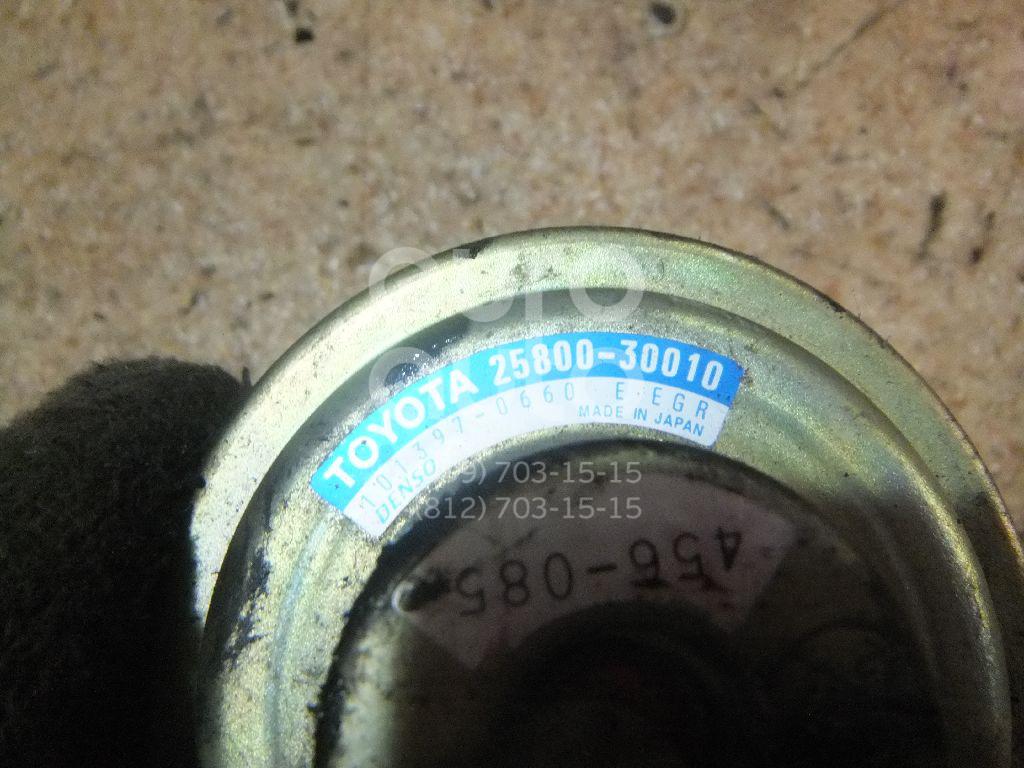 TOYOTA 25800-30010
101397-0660 E EGR
DENSO MADE IN JAPAN
703-15-15
(812) 703-15-15
456-085